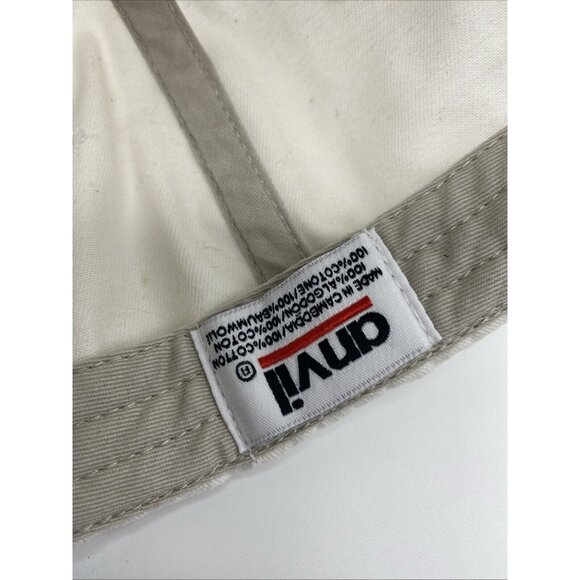 anvil
®
MADE IN CAMBODIA/100%COTTON
100%ALGODON/100%COTON
100%COTONE/100%BAUMWOLLE